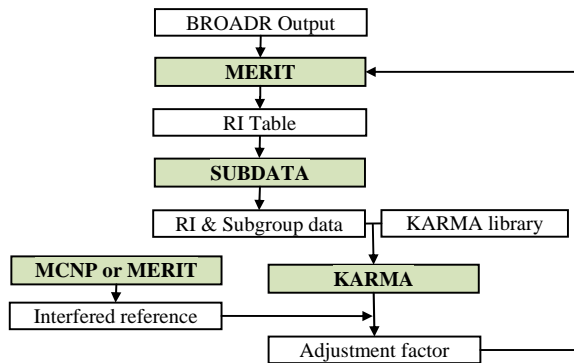 BROADR Output
MERIT
RI Table
SUBDATA
RI & Subgroup data
KARMA library
MCNP or MERIT
KARMA
Interfered reference
Adjustment factor